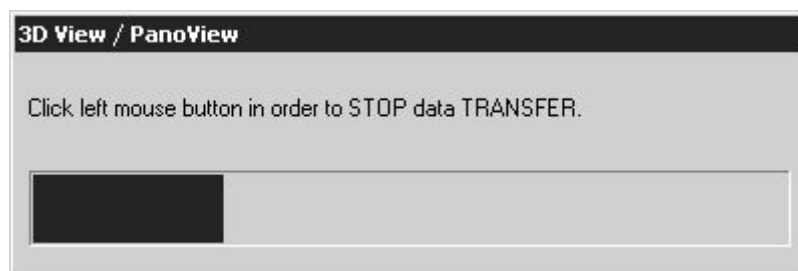 3D View / PanoView
Click left mouse button in order to STOP data TRANSFER.